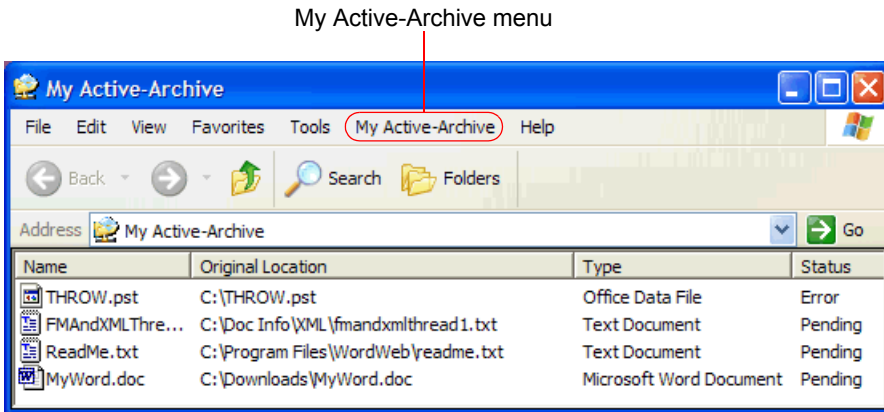 My Active-Archive menu
My Active-Archive
File Edit View Favorites Tools My Active-Archive Help
Back Search Folders
Address My Active-Archive Go
Name Original Location Type Status
THROW.pst C:\THROW.pst Office Data File Error
FMAndXMLThre... C:\Doc Info\XML\fmandxmlthread1.txt Text Document Pending
ReadMe.txt C:\Program Files\WordWeb\readme.txt Text Document Pending
MyWord.doc C:\Downloads\MyWord.doc Microsoft Word Document Pending